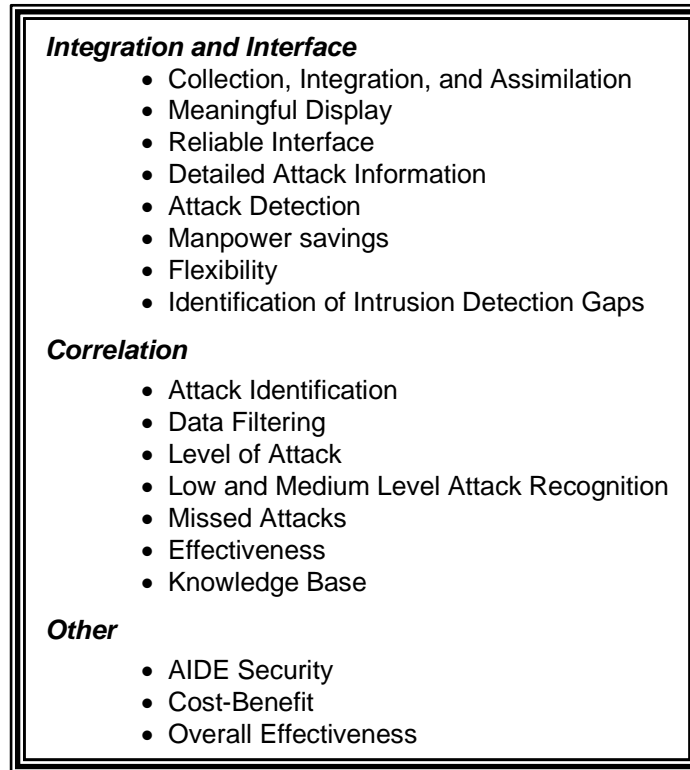 Integration and Interface
• Collection, Integration, and Assimilation
• Meaningful Display
• Reliable Interface
• Detailed Attack Information
• Attack Detection
• Manpower savings
• Flexibility
• Identification of Intrusion Detection Gaps
Correlation
• Attack Identification
• Data Filtering
• Level of Attack
• Low and Medium Level Attack Recognition
• Missed Attacks
• Effectiveness
• Knowledge Base
Other
• AIDE Security
• Cost-Benefit
• Overall Effectiveness